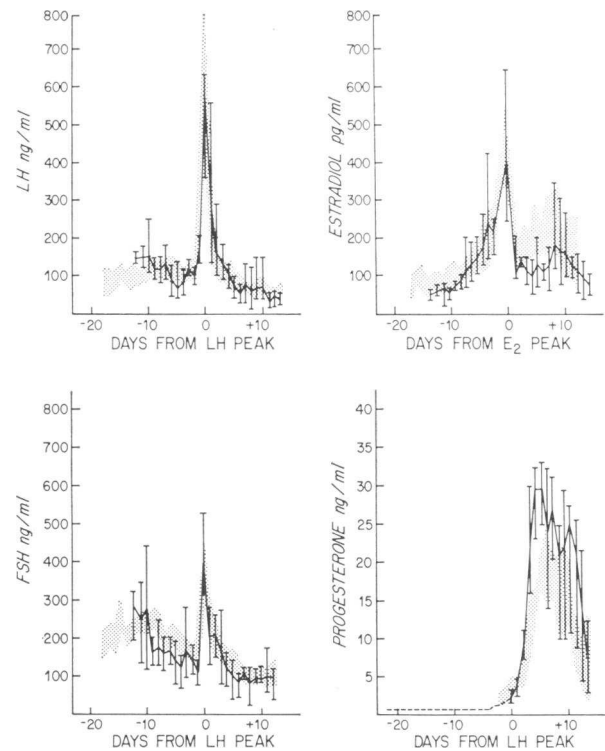 800
700
600
500
400
300
200
100
LH ng/ml
-20 -10 0 +10
DAYS FROM LH PEAK
800
700
600
500
400
300
200
100
ESTRADIOL pg/ml
-20 -10 0 +10
DAYS FROM E₂ PEAK
800
700
600
500
400
300
200
100
FSH ng/ml
-20 -10 0 +10
DAYS FROM LH PEAK
40
35
30
25
20
15
10
5
PROGESTERONE ng/ml
-20 -10 0 +10
DAYS FROM LH PEAK